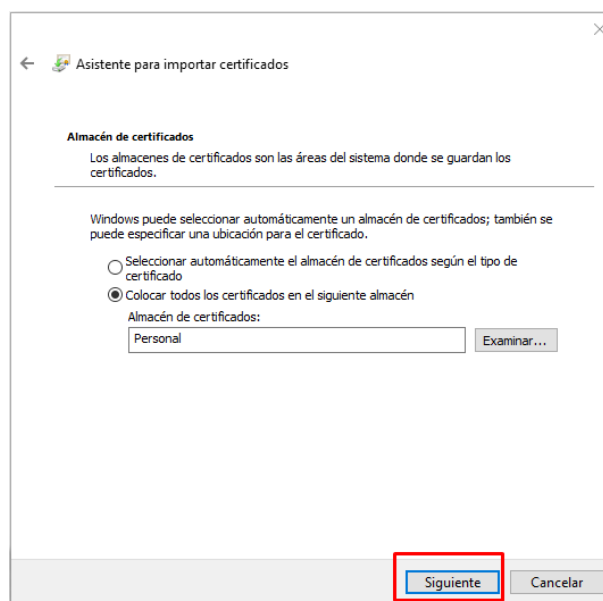 Asistente para importar certificados
Almacén de certificados
Los almacenes de certificados son las áreas del sistema donde se guardan los
certificados.
Windows puede seleccionar automáticamente un almacén de certificados; también se
puede especificar una ubicación para el certificado.
Seleccionar automáticamente el almacén de certificados según el tipo de
certificado
Colocar todos los certificados en el siguiente almacén
Almacén de certificados:
Personal
Examinar...
Siguiente
Cancelar